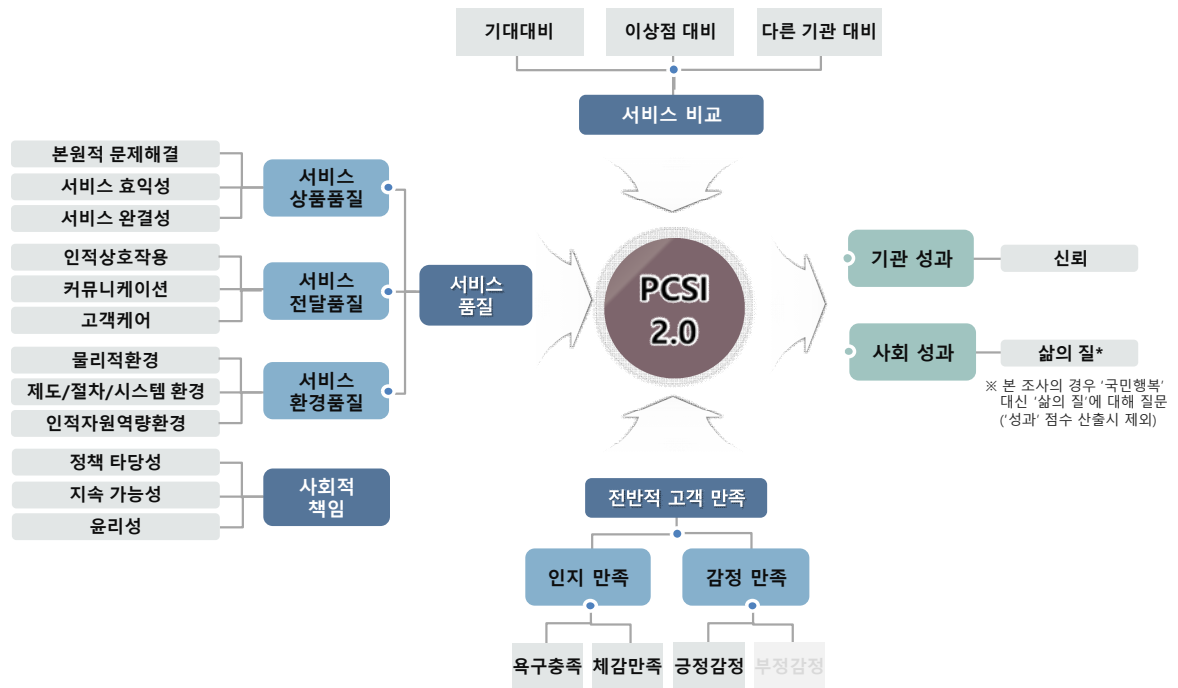 기대대비
이상점 대비
다른 기관 대비
서비스 비교
본원적 문제해결
서비스 효익성
서비스 완결성
서비스
상품품질
인적상호작용
커뮤니케이션
고객케어
서비스
전달품질
물리적환경
제도/절차/시스템 환경
인적자원역량환경
서비스
환경품질
서비스
품질
정책 타당성
지속 가능성
윤리성
사회적
책임
PCSI
2.0
기관 성과
신뢰
사회 성과
삶의 질*
※ 본 조사의 경우 ‘국민행복’
대신 ‘삶의 질’에 대해 질문
(‘성과’ 점수 산출시 제외)
전반적 고객 만족
인지 만족
감정 만족
욕구충족
체감만족
긍정감정
부정감정